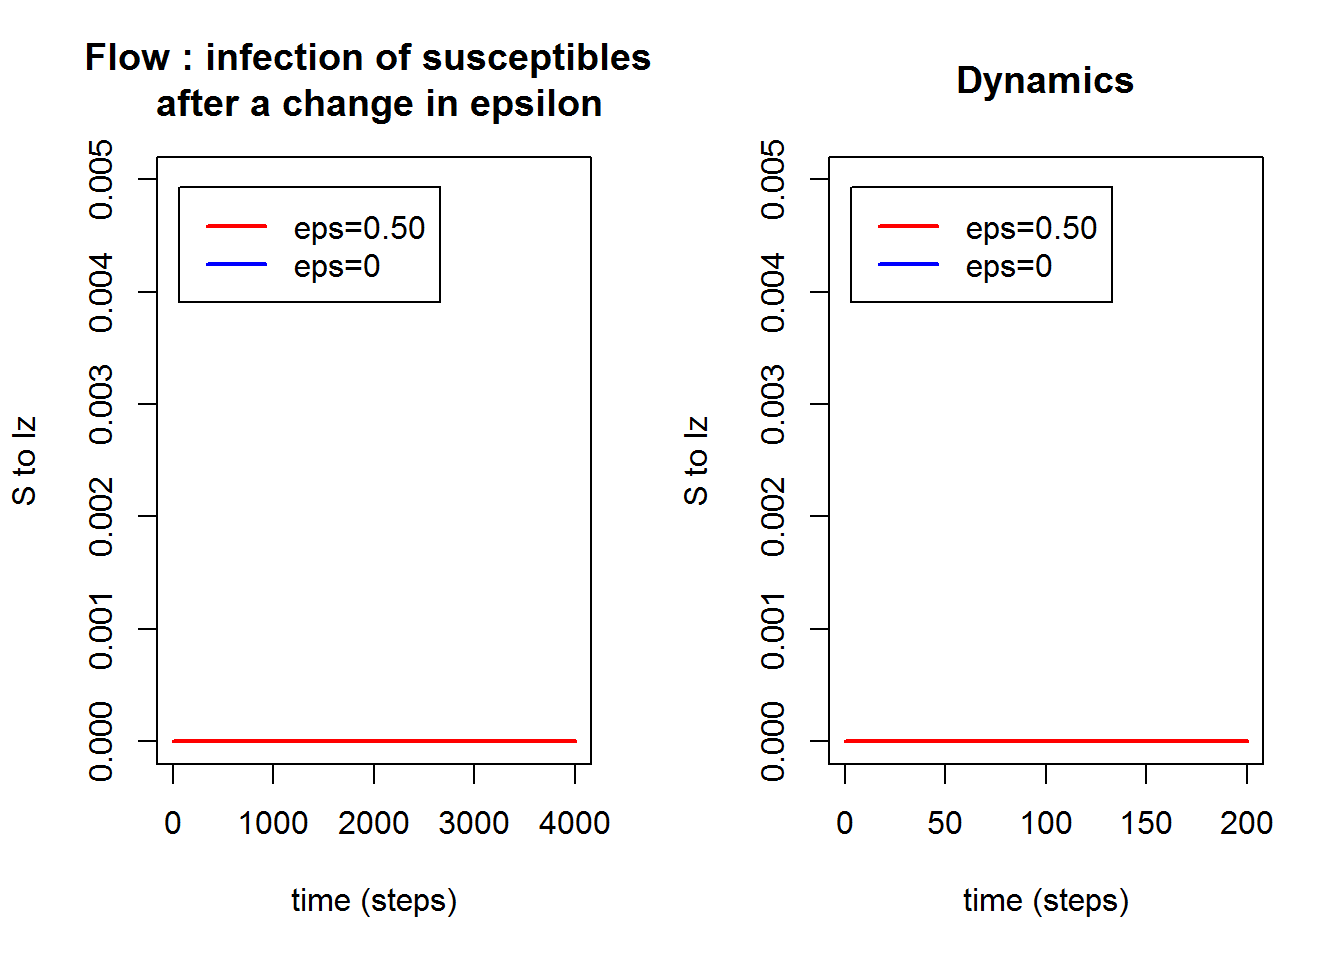 Flow : infection of susceptibles
after a change in epsilon
S to Iz
0.005
0.004
0.003
0.002
0.001
0.000
eps=0.50
eps=0
0 1000 2000 3000 4000
time (steps)
Dynamics
S to Iz
0.005
0.004
0.003
0.002
0.001
0.000
eps=0.50
eps=0
0 50 100 150 200
time (steps)